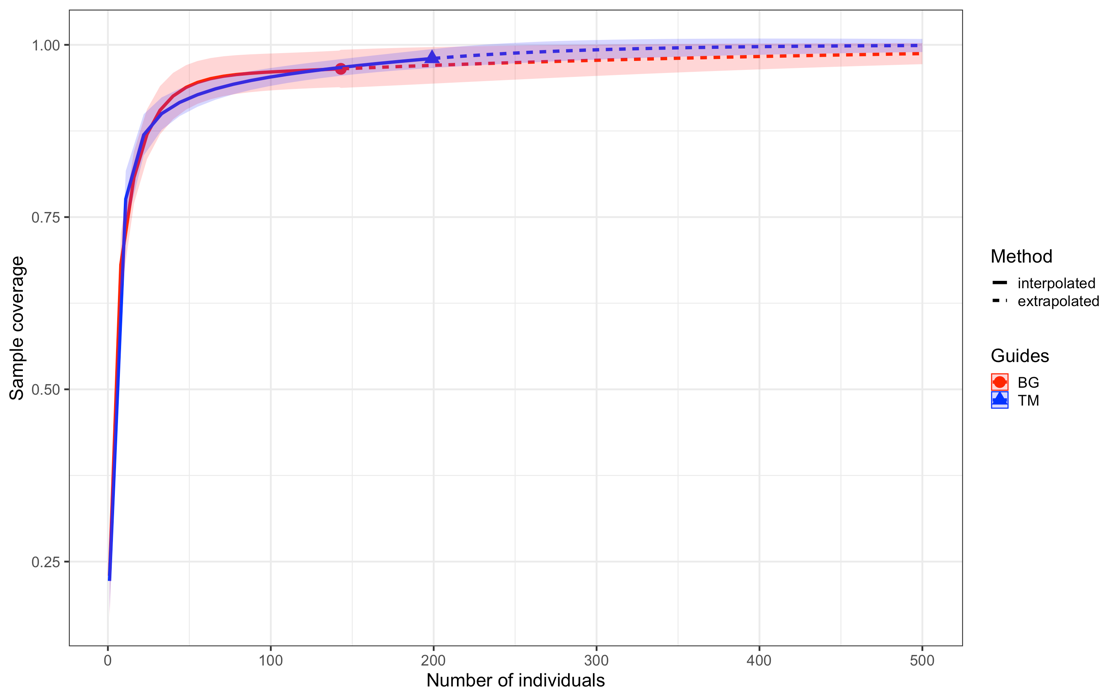 1.00
0.75
0.50
0.25
Sample coverage
0
100
200
300
400
500
Number of individuals
Method
interpolated
extrapolated
Guides
BG
TM